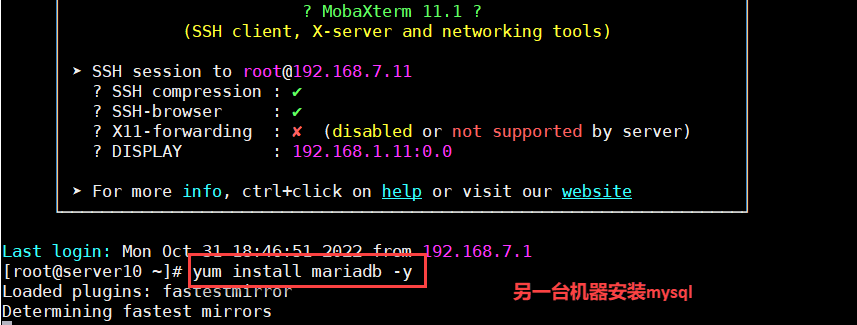 ? MobaXterm 11.1 ?
(SSH client, X-server and networking tools)
➤ SSH session to root@192.168.7.11
? SSH compression : ✔
? SSH-browser : ✔
? X11-forwarding : ✘ (disabled or not supported by server)
? DISPLAY : 192.168.1.11:0.0
➤ For more info, ctrl+click on help or visit our website
Last login: Mon Oct 31 18:46:51 2022 from 192.168.7.1
[root@server10 ~]# yum install mariadb -y
Loaded plugins: fastestmirror
另一台机器安装mysql
Determining fastest mirrors